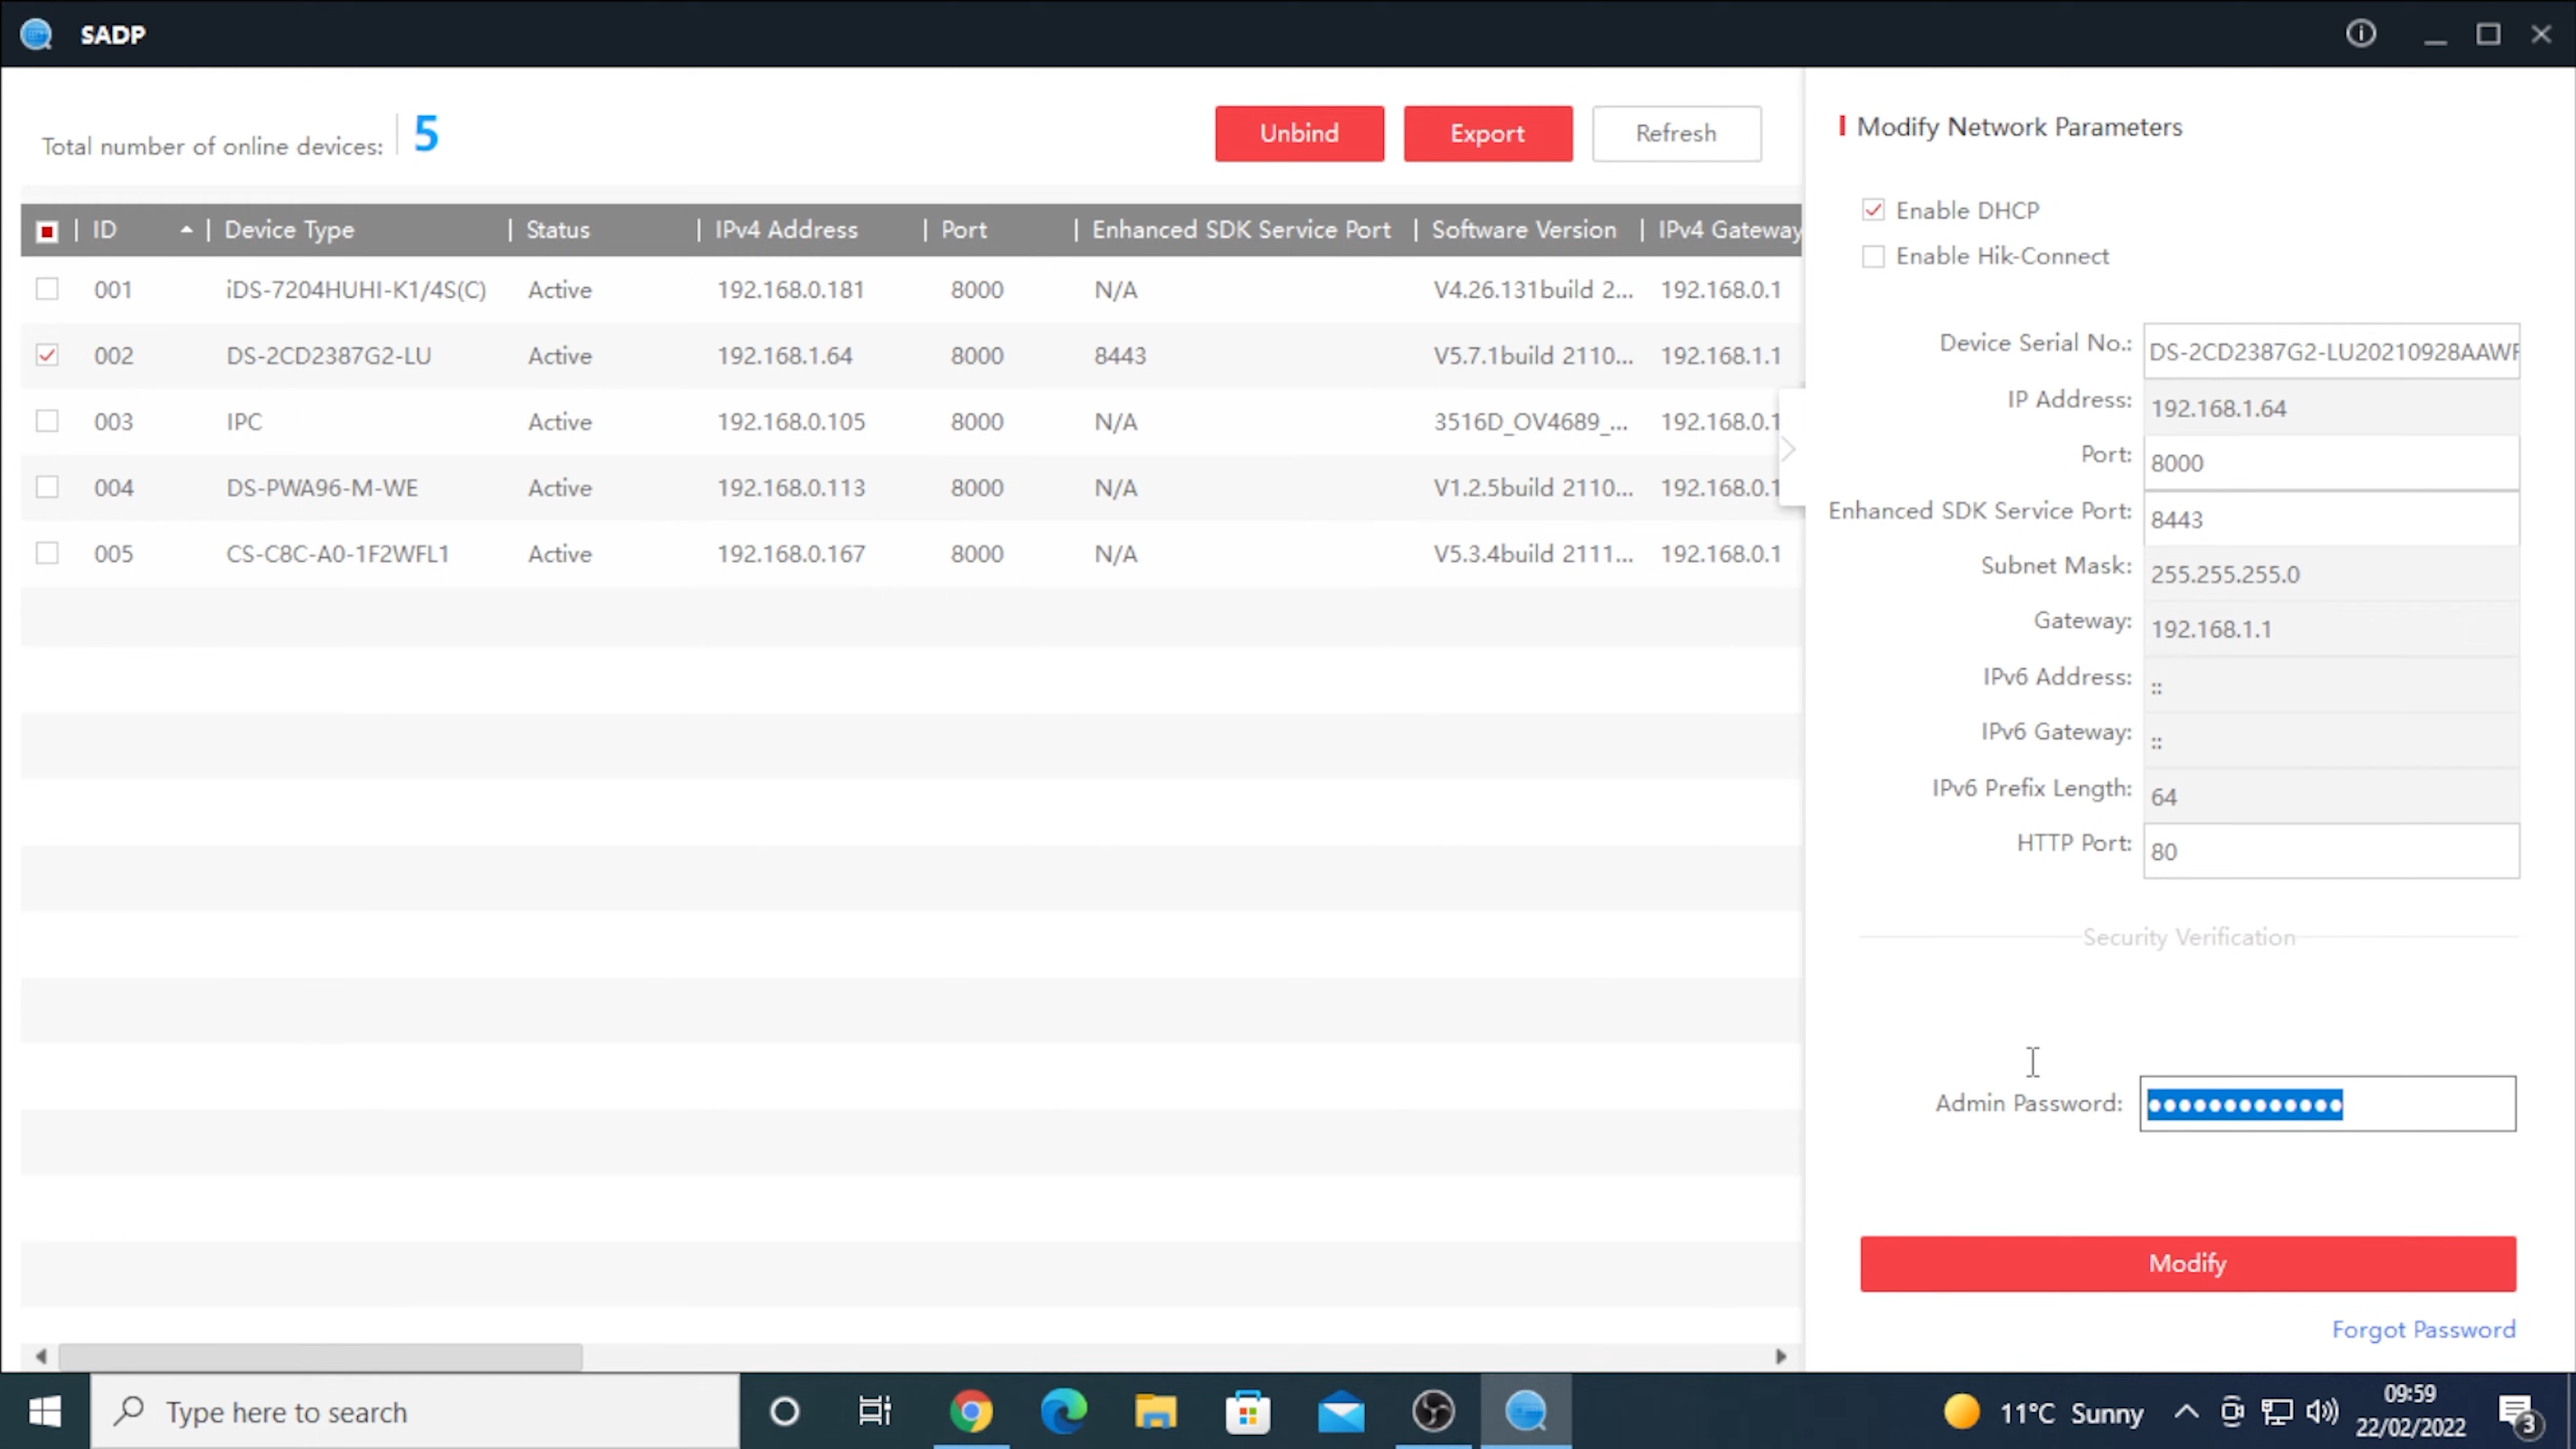 SADP
Total number of online devices: 5
Unbind Export Refresh
ID Device Type Status IPv4 Address Port Enhanced SDK Service Port Software Version IPv4 Gateway
001 iDS-7204HUHI-K1/4S(C) Active 192.168.0.181 8000 N/A V4.26.131build 2... 192.168.0.1
002 DS-2CD2387G2-LU Active 192.168.1.64 8000 8443 V5.7.1build 2110... 192.168.1.1
003 IPC Active 192.168.0.105 8000 N/A 3516D_OV4689_... 192.168.0.1
004 DS-PWA96-M-WE Active 192.168.0.113 8000 N/A V1.2.5build 2110... 192.168.0.1
005 CS-C8C-A0-1F2WFL1 Active 192.168.0.167 8000 N/A V5.3.4build 2111... 192.168.0.1
Modify Network Parameters
Enable DHCP
Enable Hik-Connect
Device Serial No.: DS-2CD2387G2-LU20210928AAWF
IP Address: 192.168.1.64
Port: 8000
Enhanced SDK Service Port: 8443
Subnet Mask: 255.255.255.0
Gateway: 192.168.1.1
IPv6 Address: ::
IPv6 Gateway: ::
IPv6 Prefix Length: 64
HTTP Port: 80
Security Verification
Admin Password: •••••••••••••
Modify
Forgot Password
Type here to search
11°C Sunny
09:59
22/02/2022
3